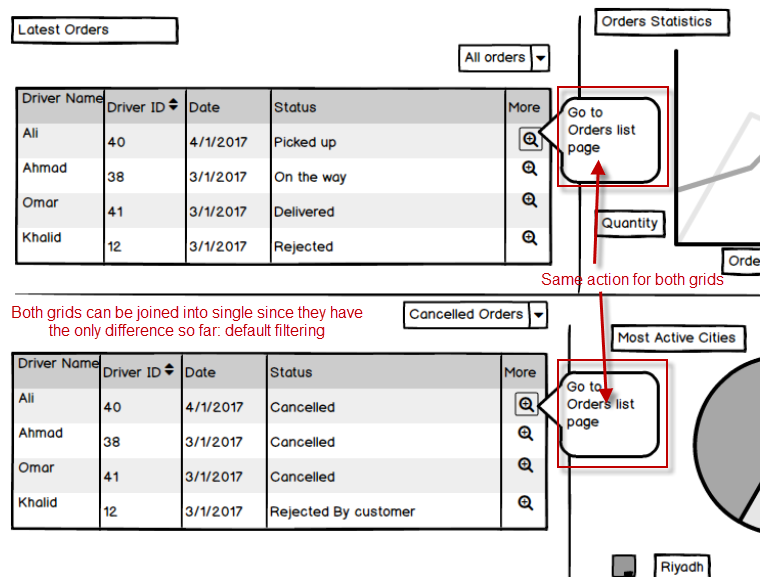 Latest Orders
Orders Statistics
All orders
Driver Name Driver ID Date Status More
Ali 40 4/1/2017 Picked up
Ahmad 38 3/1/2017 On the way
Omar 41 3/1/2017 Delivered
Khalid 12 3/1/2017 Rejected
Go to
Orders list
page
Quantity
Orde
Same action for both grids
Both grids can be joined into single since they have
the only difference so far: default filtering
Cancelled Orders
Most Active Cities
Driver Name Driver ID Date Status More
Ali 40 4/1/2017 Cancelled
Ahmad 38 3/1/2017 Cancelled
Omar 41 3/1/2017 Cancelled
Khalid 12 3/1/2017 Rejected By customer
Go to
Orders list
page
Riyadh